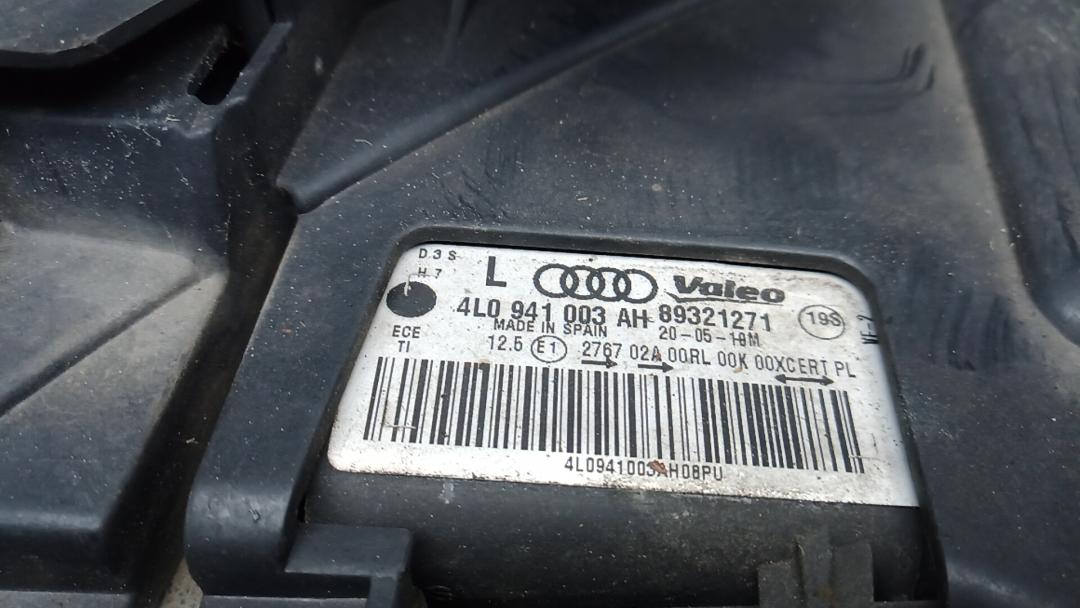 D3S
H7
L Valeo
4L0 941 003 AH 89321271
19S
MADE IN SPAIN 20-05-10M
ECE
TI
12.5 E1 2767 02A 00RL 00K 00XCERT PL
4L0941003AH08PU